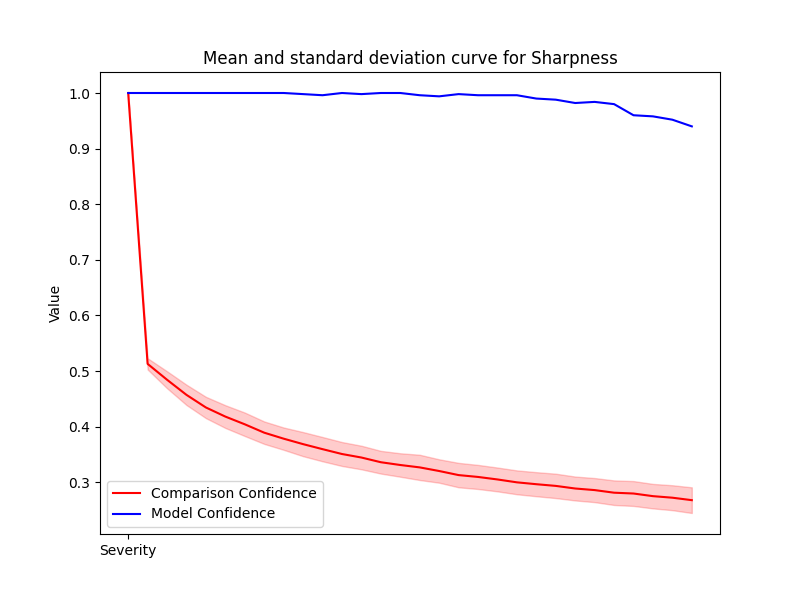 Mean and standard deviation curve for Sharpness
1.0
0.9
0.8
0.7
0.6
0.5
0.4
0.3
Value
Comparison Confidence
Model Confidence
Severity